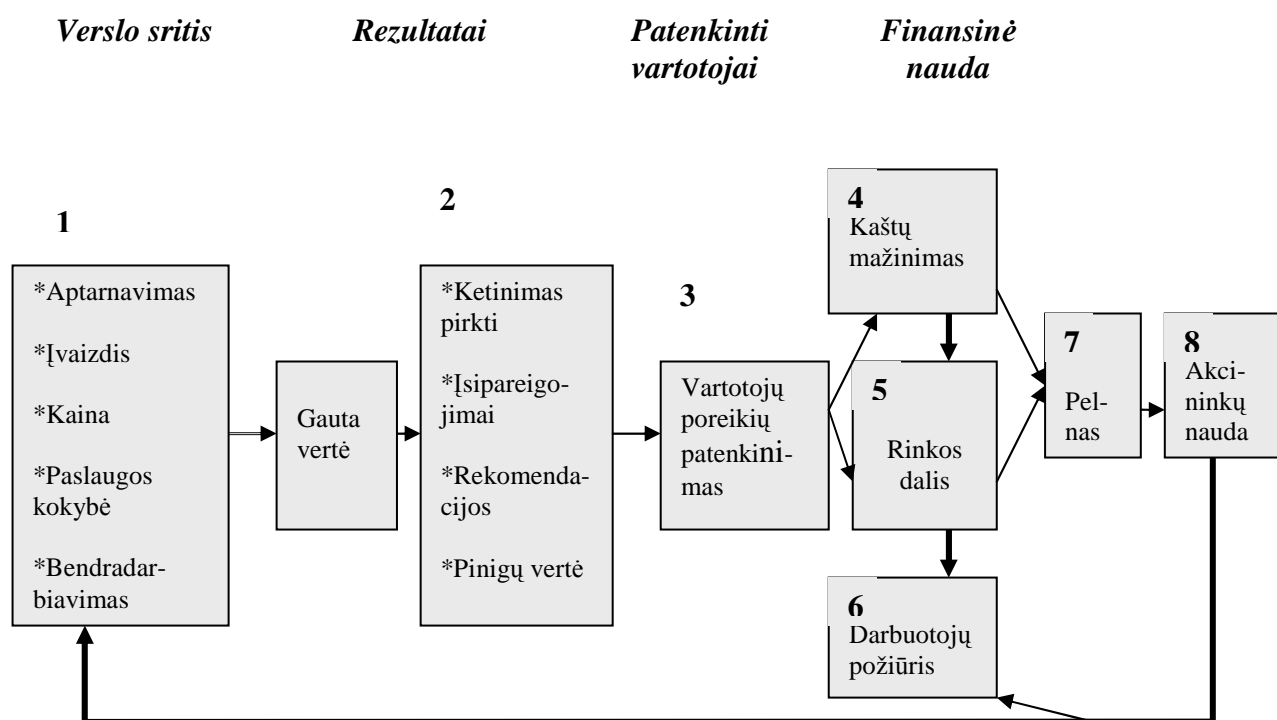 Verslo sritis
Rezultatai
Patenkinti
vartotojai
Finansinė
nauda
1
*Aptarnavimas
*Įvaizdis
*Kaina
*Paslaugos
kokybė
*Bendradar-
biavimas
Gauta
vertė
2
*Ketinimas
pirkti
*Įsipareigo-
jimai
*Rekomenda-
cijos
*Pinigų vertė
3
Vartotojų
poreikių
patenkini-
mas
4
Kaštų
mažinimas
5
Rinkos
dalis
6
Darbuotojų
požiūris
7
Pel-
nas
8
Akci-
ninkų
nauda